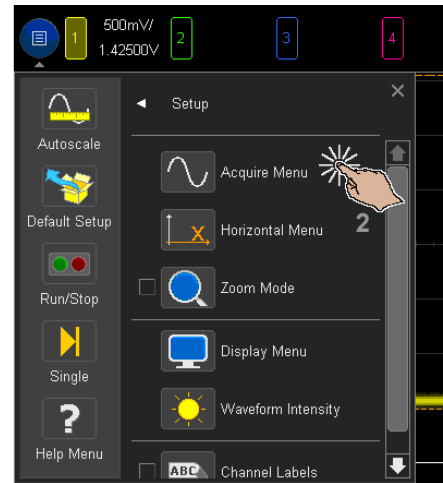 1
500mV/
1.42500V
2
3
4
Setup
Autoscale
Acquire Menu
2
Default Setup
Horizontal Menu
X
Run/Stop
Zoom Mode
Single
Display Menu
?
Waveform Intensity
Help Menu
ABC
Channel Labels